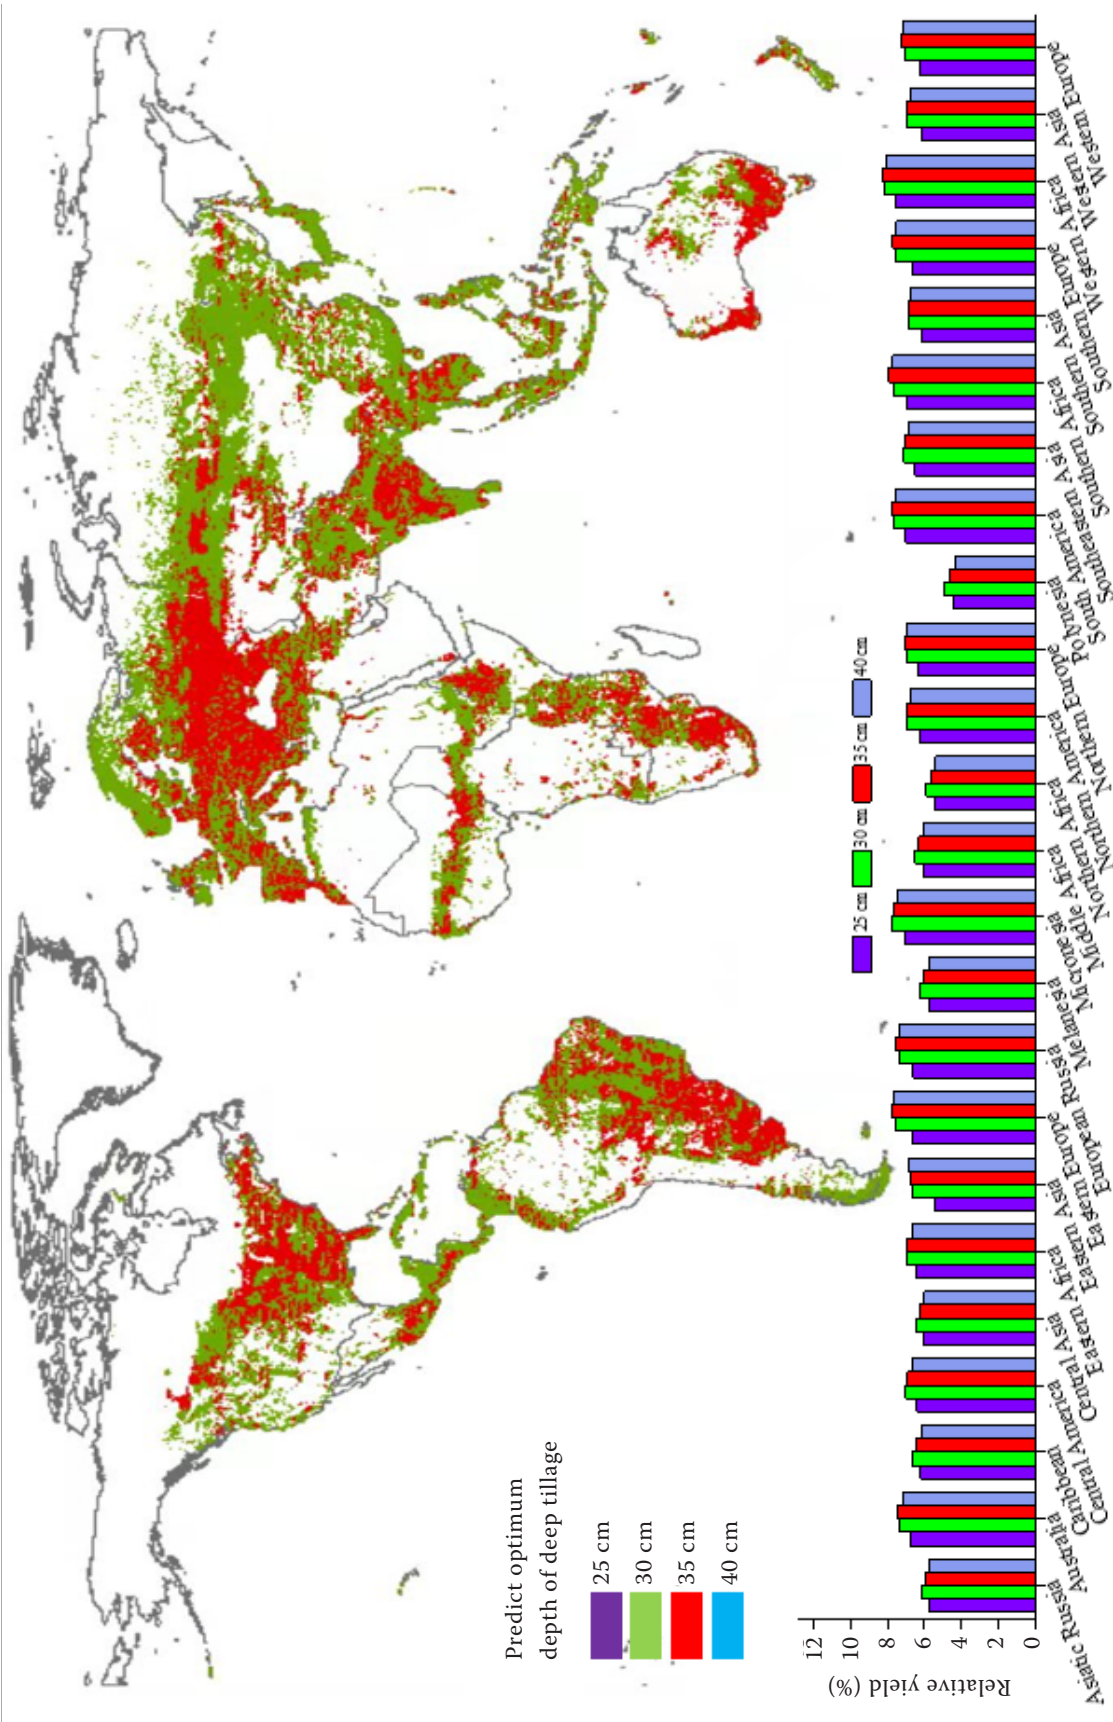 Predict optimum
depth of deep tillage
25 cm
30 cm
35 cm
40 cm
25 cm
30 cm
35 cm
40 cm
Relative yield (%)
12
10
8
6
4
2
0
Asiatic Russia
Australia
Caribbean
Central America
Central Asia
Eastern Africa
Eastern Asia
Eastern Europe
European Russia
Melanesia
Micronesia
Middle Africa
Northern Africa
Northern America
Northern Europe
Polynesia
South America
Southeastern Asia
Southern Africa
Southern Asia
Southern Europe
Western Africa
Western Asia
Western Europe